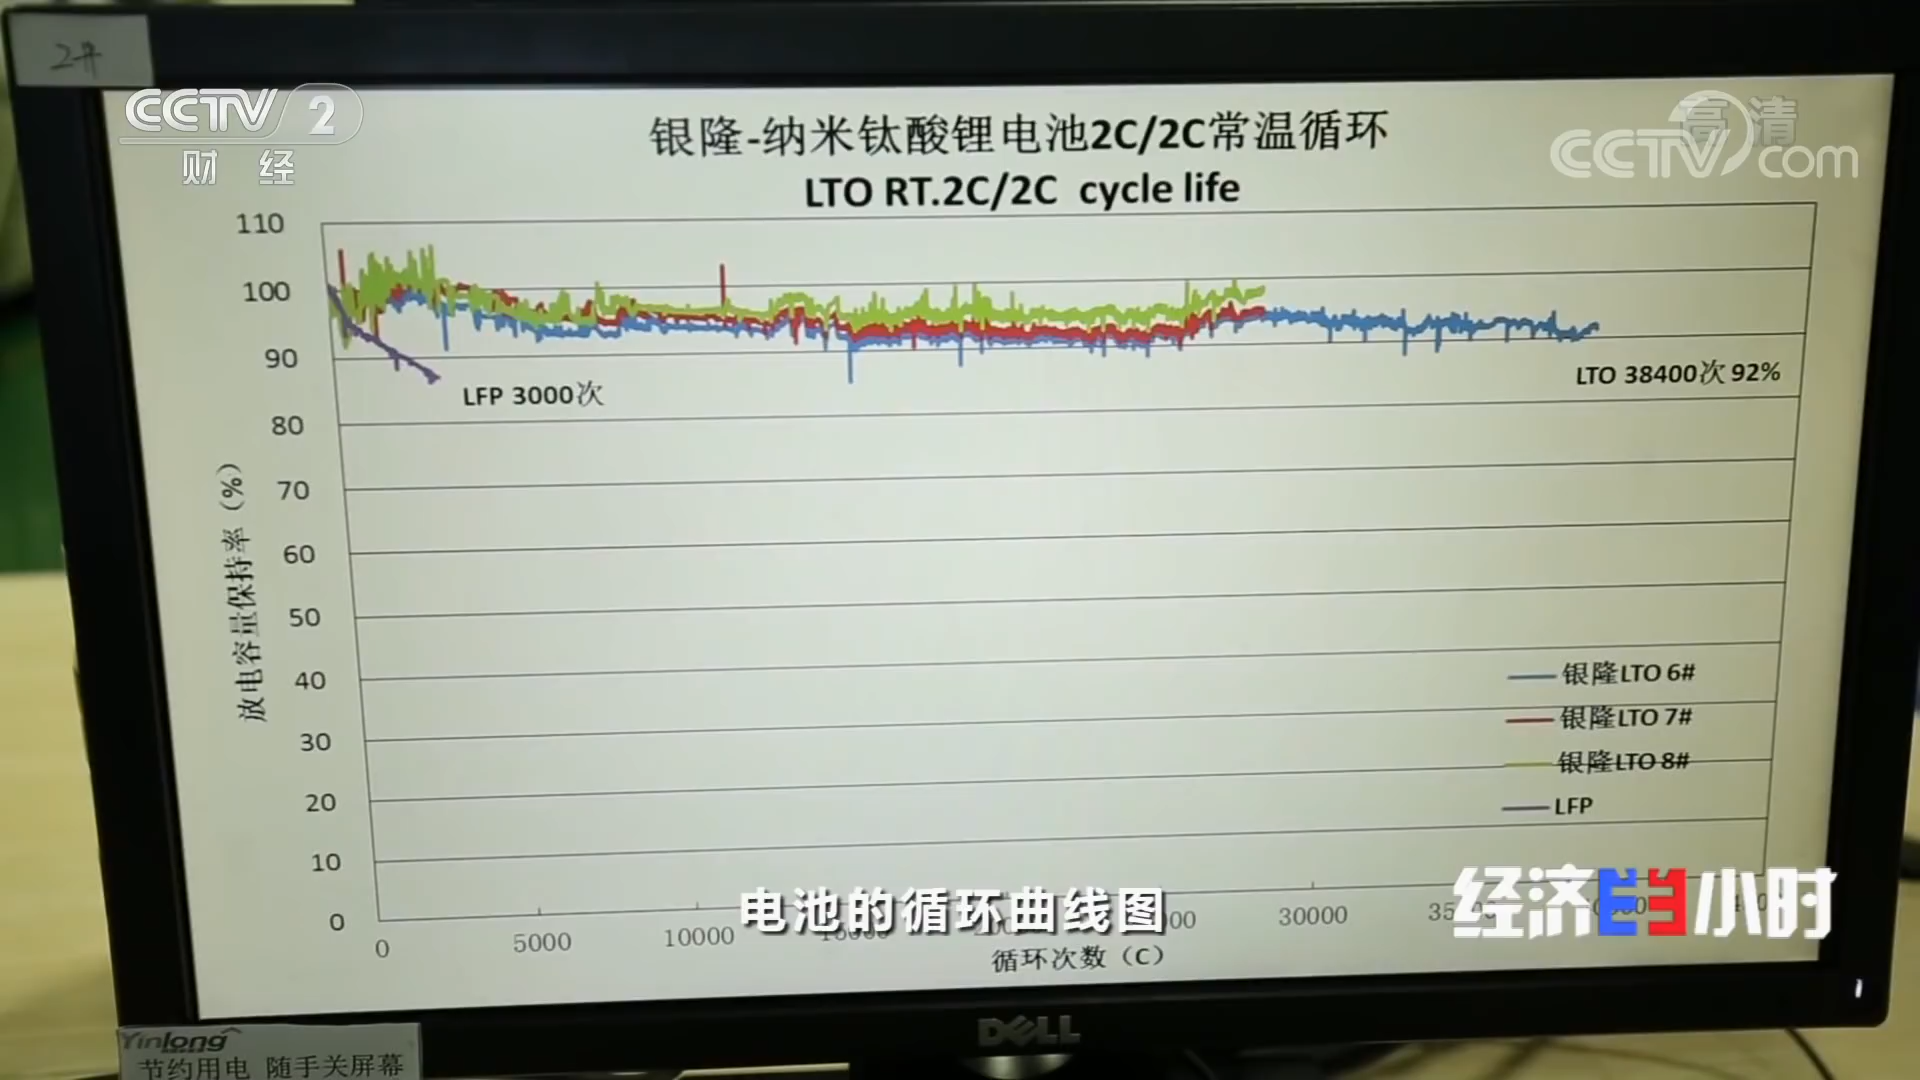 2#
CCTV 2
财 经
高清
CCTV com
银隆-纳米钛酸锂电池2C/2C常温循环
LTO RT.2C/2C cycle life
110
100
90
80
70
60
50
40
30
20
10
0
放电容量保持率（%）
LFP 3000次
LTO 38400次 92%
银隆LTO 6#
银隆LTO 7#
银隆LTO 8#
LFP
0 5000 10000 30000
循环次数（C）
电池的循环曲线图
经济 小时
DELL
Yinlong
节约用电 随手关屏幕